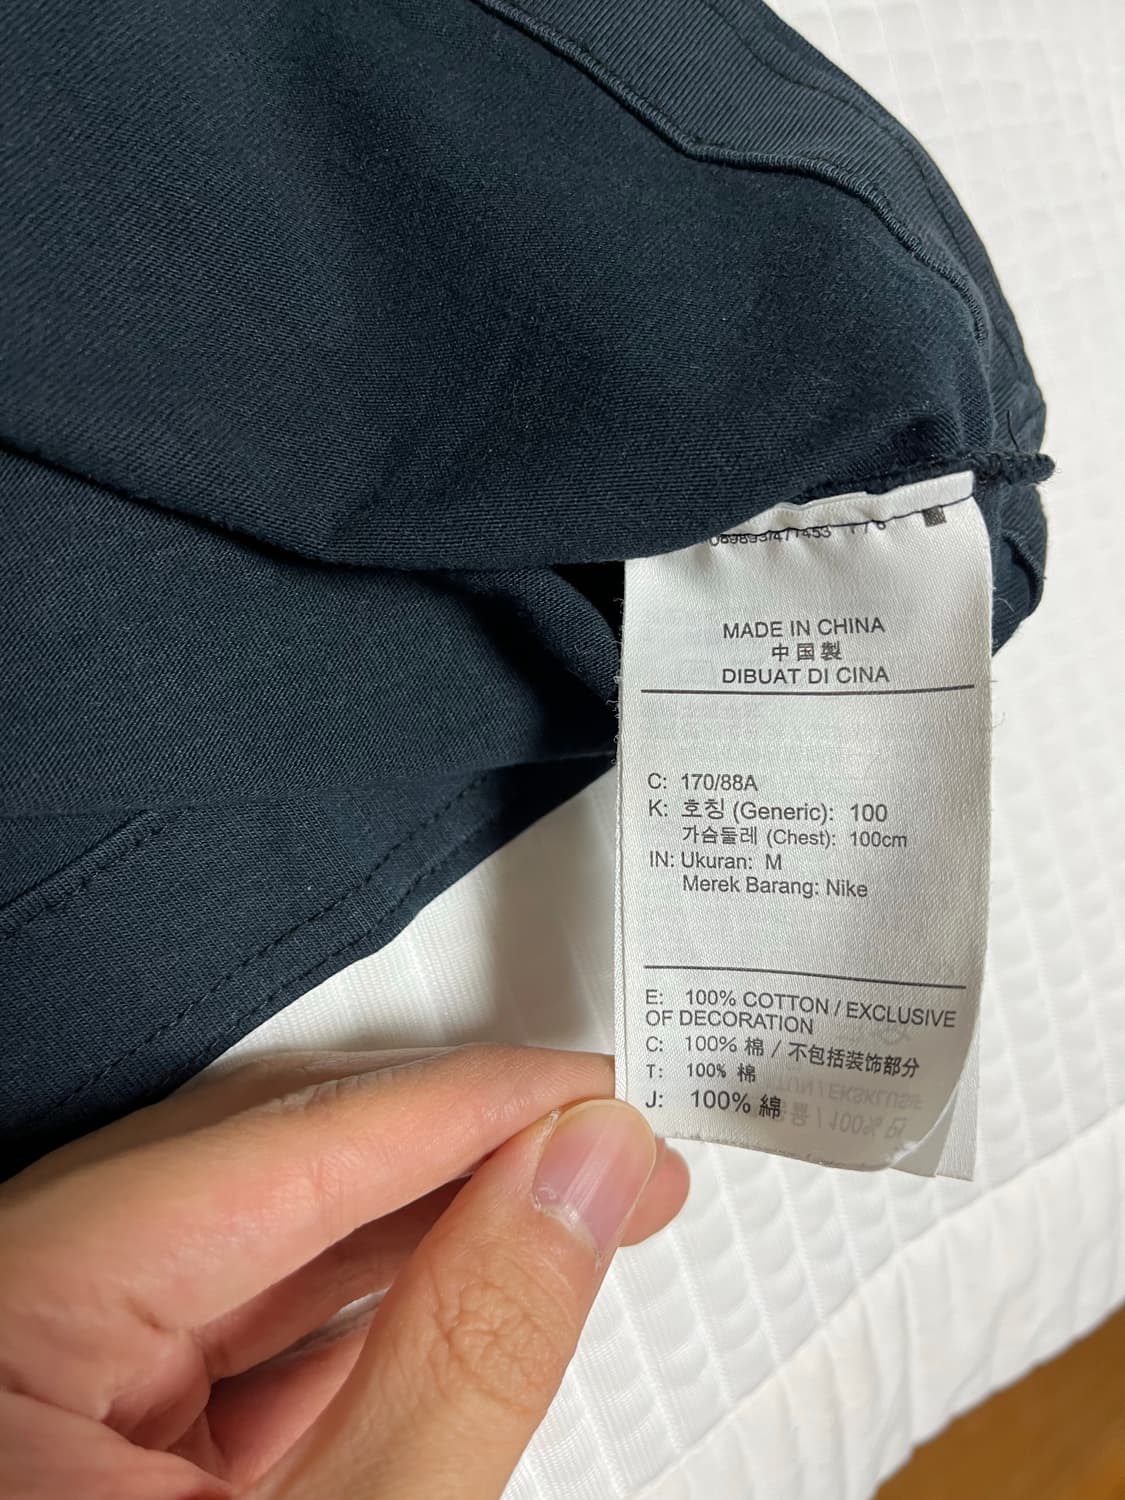 MADE IN CHINA
中国製
DIBUAT DI CINA
C: 170/88A
K: 호칭 (Generic): 100
가슴둘레 (Chest): 100cm
IN: Ukuran: M
Merek Barang: Nike
E: 100% COTTON / EXCLUSIVE
OF DECORATION
C: 100% 棉 / 不包括装饰部分
T: 100% 棉
J: 100% 綿